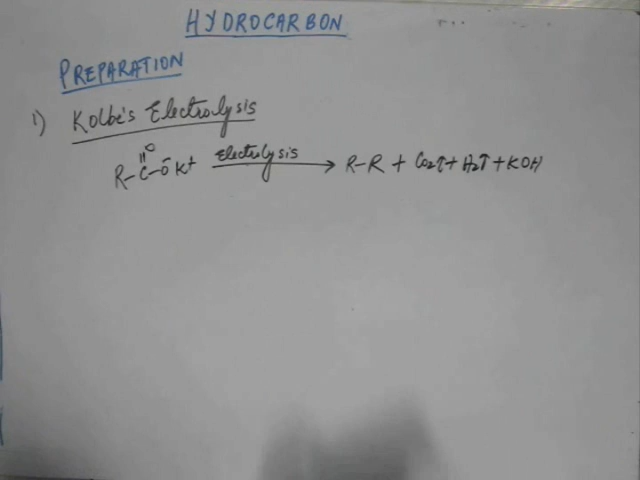 HYDROCARBON
PREPARATION
1) Kolbe's Electrolysis
R-C(=O)-O⁻K⁺ Electrolysis → R-R + CO2↑ + H2↑ + KOH